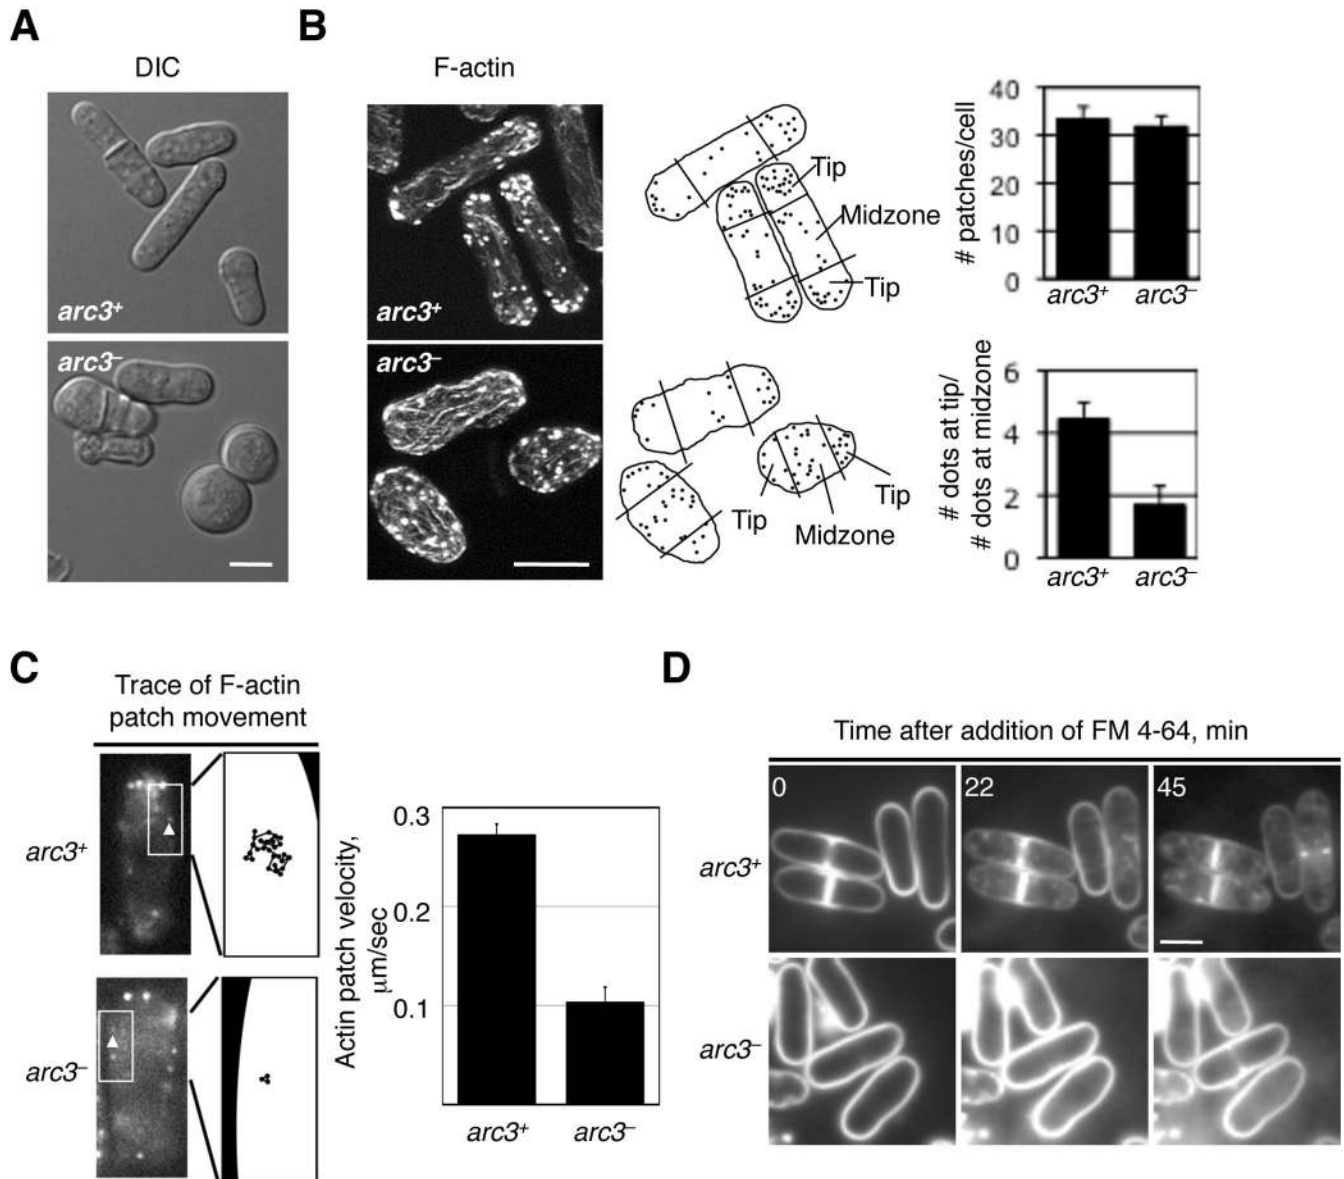 A
B
DIC
F-actin
arc3+
arc3–
arc3+
arc3–
Tip
Midzone
Tip
Tip
Midzone
Tip
# patches/cell
40
30
20
10
0
arc3+
arc3–
# dots at tip/
# dots at midzone
6
4
2
0
arc3+
arc3–
C
Trace of F-actin
patch movement
arc3+
arc3–
Actin patch velocity,
μm/sec
0.3
0.2
0.1
arc3+
arc3–
D
Time after addition of FM 4-64, min
0
22
45
arc3+
arc3–